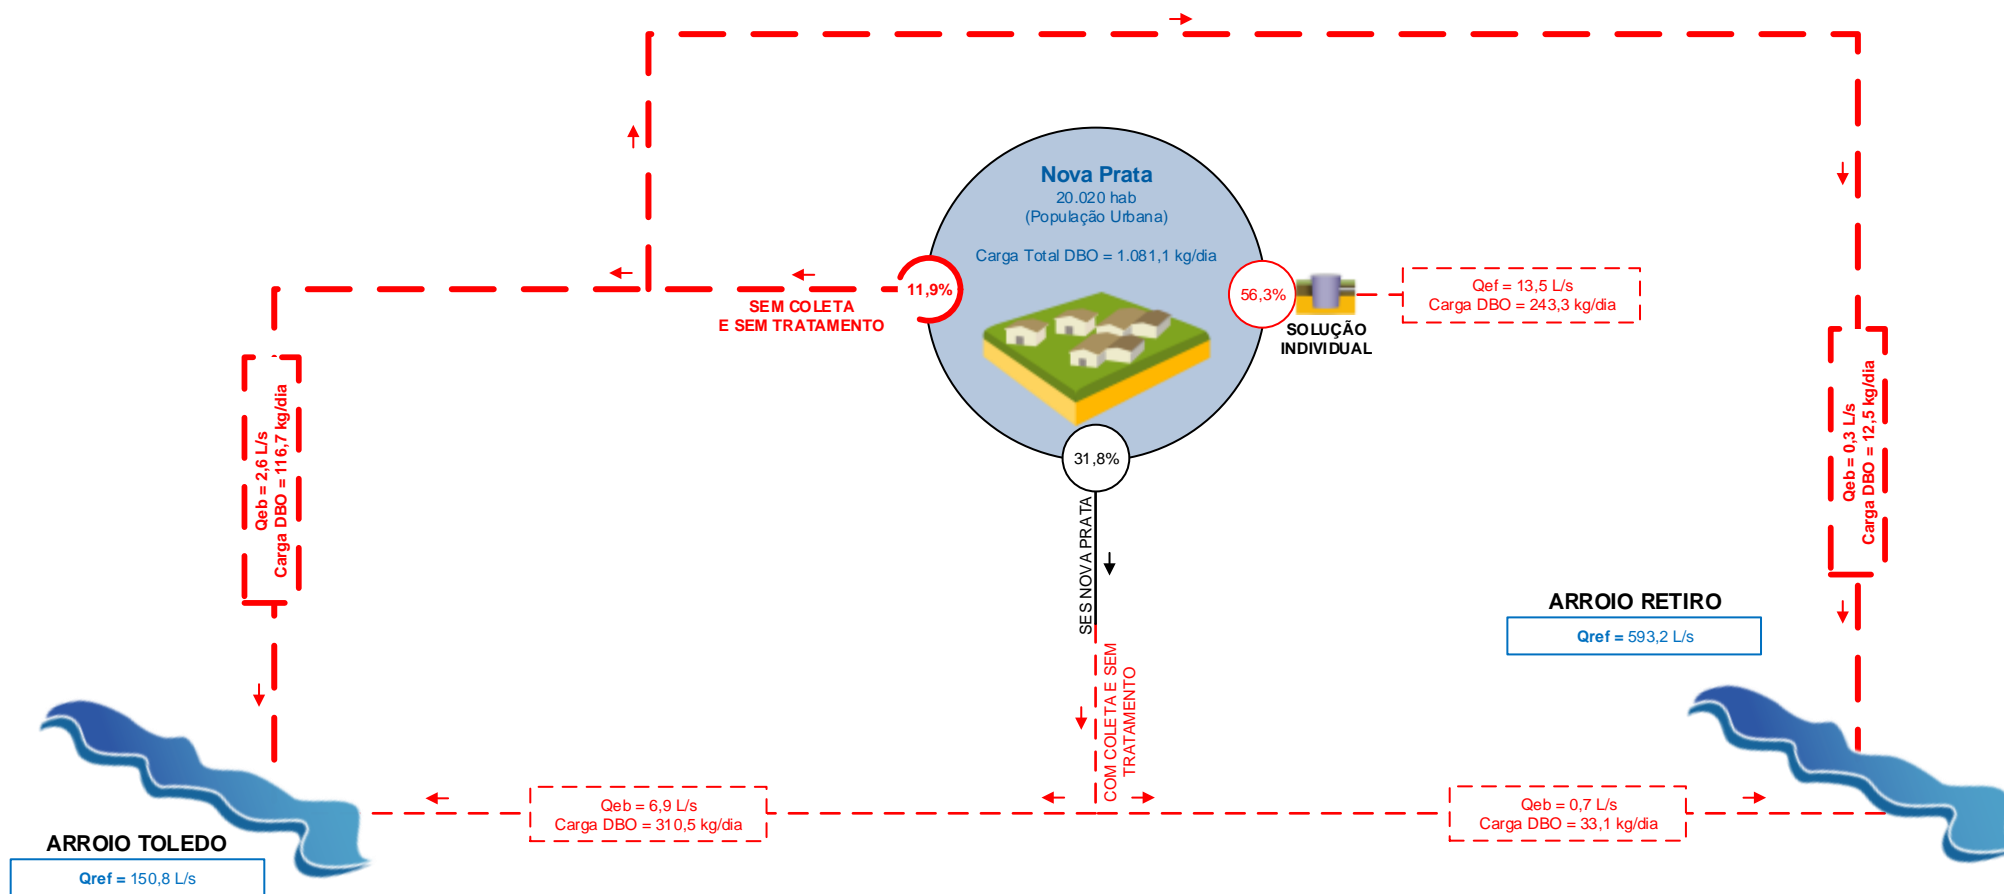 Nova Prata
20.020 hab
(População Urbana)
Carga Total DBO = 1.081,1 kg/dia
11,9%
SEM COLETA
E SEM TRATAMENTO
56,3%
SOLUÇÃO
INDIVIDUAL
Qef = 13,5 L/s
Carga DBO = 243,3 kg/dia
31,8%
SES NOVA PRATA
COM COLETA E SEM
TRATAMENTO
Qeb = 2,6 L/s
Carga DBO = 116,7 kg/dia
Qeb = 0,3 L/s
Carga DBO = 12,5 kg/dia
ARROIO RETIRO
Qref = 593,2 L/s
Qeb = 6,9 L/s
Carga DBO = 310,5 kg/dia
Qeb = 0,7 L/s
Carga DBO = 33,1 kg/dia
ARROIO TOLEDO
Qref = 150,8 L/s